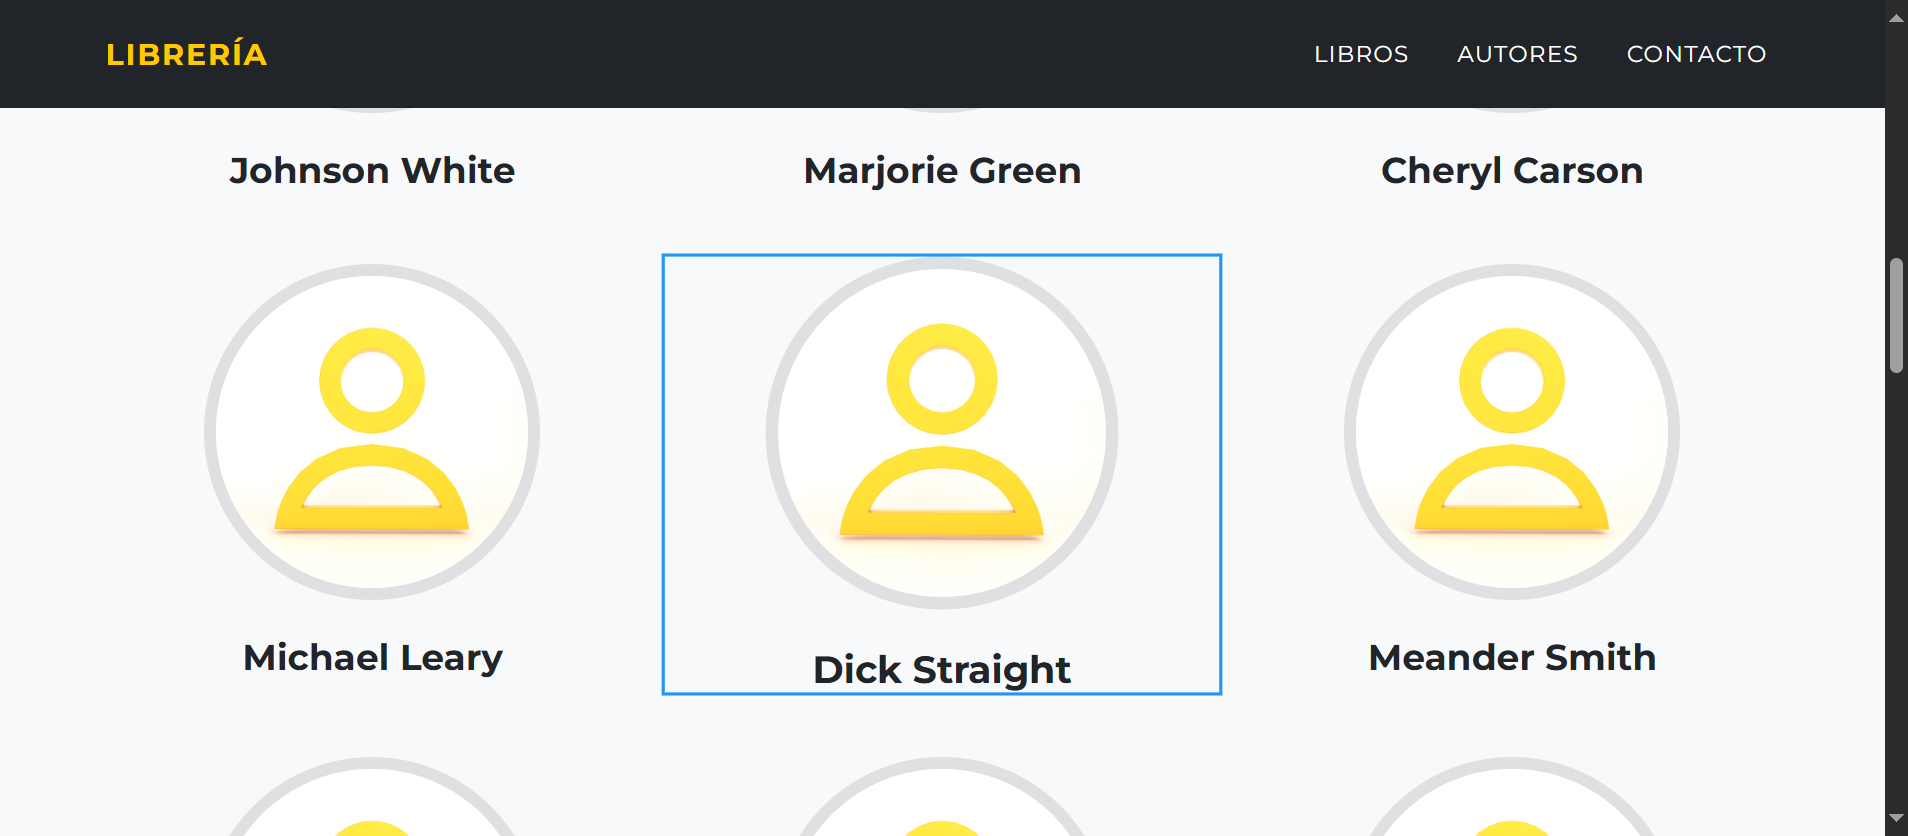 LIBRERÍA
LIBROS AUTORES CONTACTO
Johnson White
Marjorie Green
Cheryl Carson
Michael Leary
Dick Straight
Meander Smith